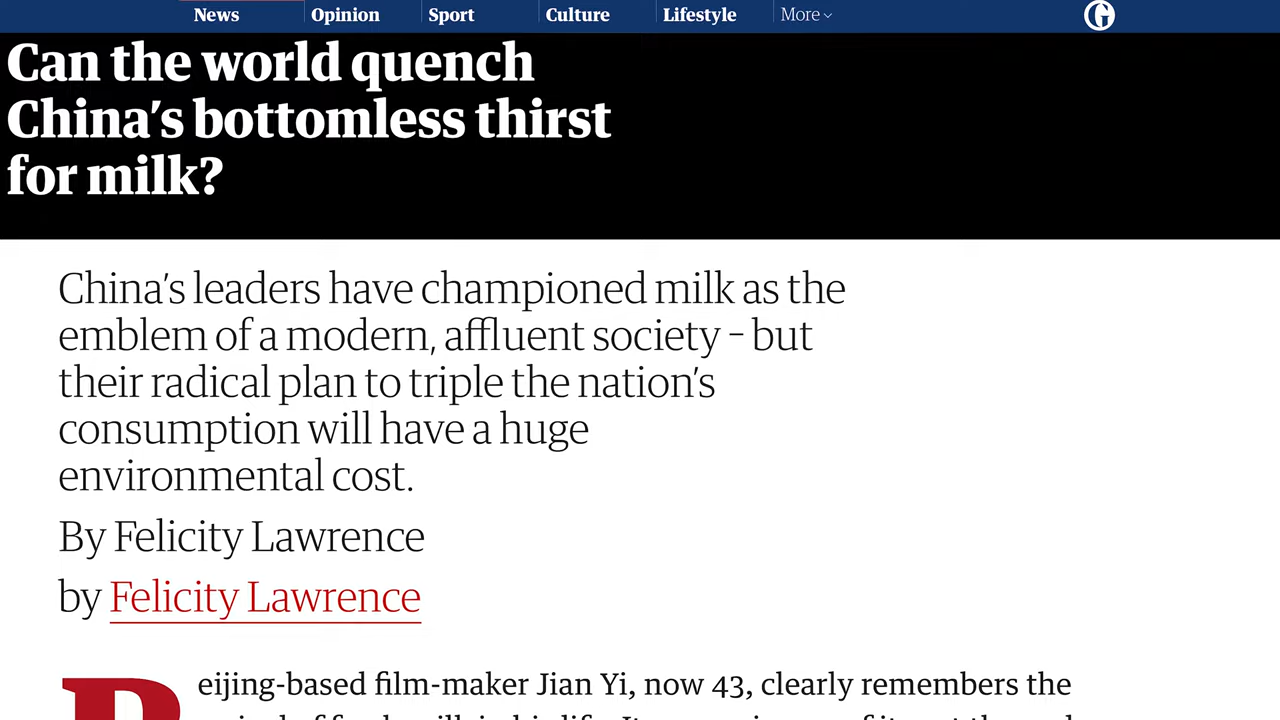 News Opinion Sport Culture Lifestyle More
Can the world quench
China's bottomless thirst
for milk?
China's leaders have championed milk as the
emblem of a modern, affluent society – but
their radical plan to triple the nation's
consumption will have a huge
environmental cost.
By Felicity Lawrence
by Felicity Lawrence
Beijing-based film-maker Jian Yi, now 43, clearly remembers the